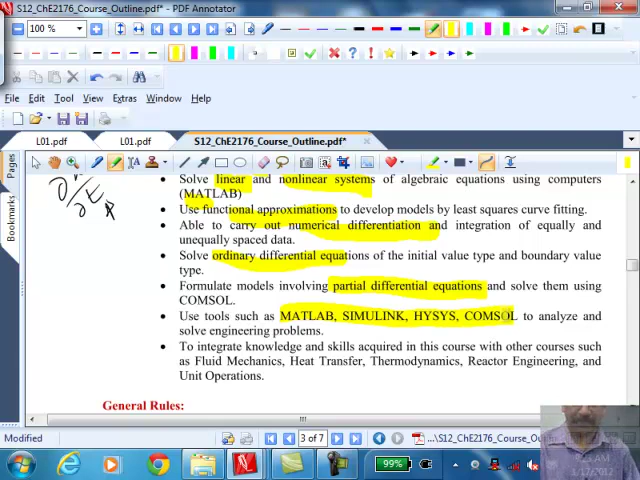 S12_ChE2176_Course_Outline.pdf* - PDF Annotator
100 %
Document
File Edit View Extras Window Help
L01.pdf L01.pdf S12_ChE2176_Course_Outline.pdf*
Pages
Solve linear and nonlinear systems of algebraic equations using computers
(MATLAB)
Use functional approximations to develop models by least squares curve fitting.
Able to carry out numerical differentiation and integration of equally and
unequally spaced data.
Solve ordinary differential equations of the initial value type and boundary value
type.
Formulate models involving partial differential equations and solve them using
COMSOL.
Use tools such as MATLAB, SIMULINK, HYSYS, COMSOL to analyze and
solve engineering problems.
To integrate knowledge and skills acquired in this course with other courses such
as Fluid Mechanics, Heat Transfer, Thermodynamics, Reactor Engineering, and
Unit Operations.
General Rules:
Modified 3 of 7 ...\S12_ChE2176_Course_Outl
99%